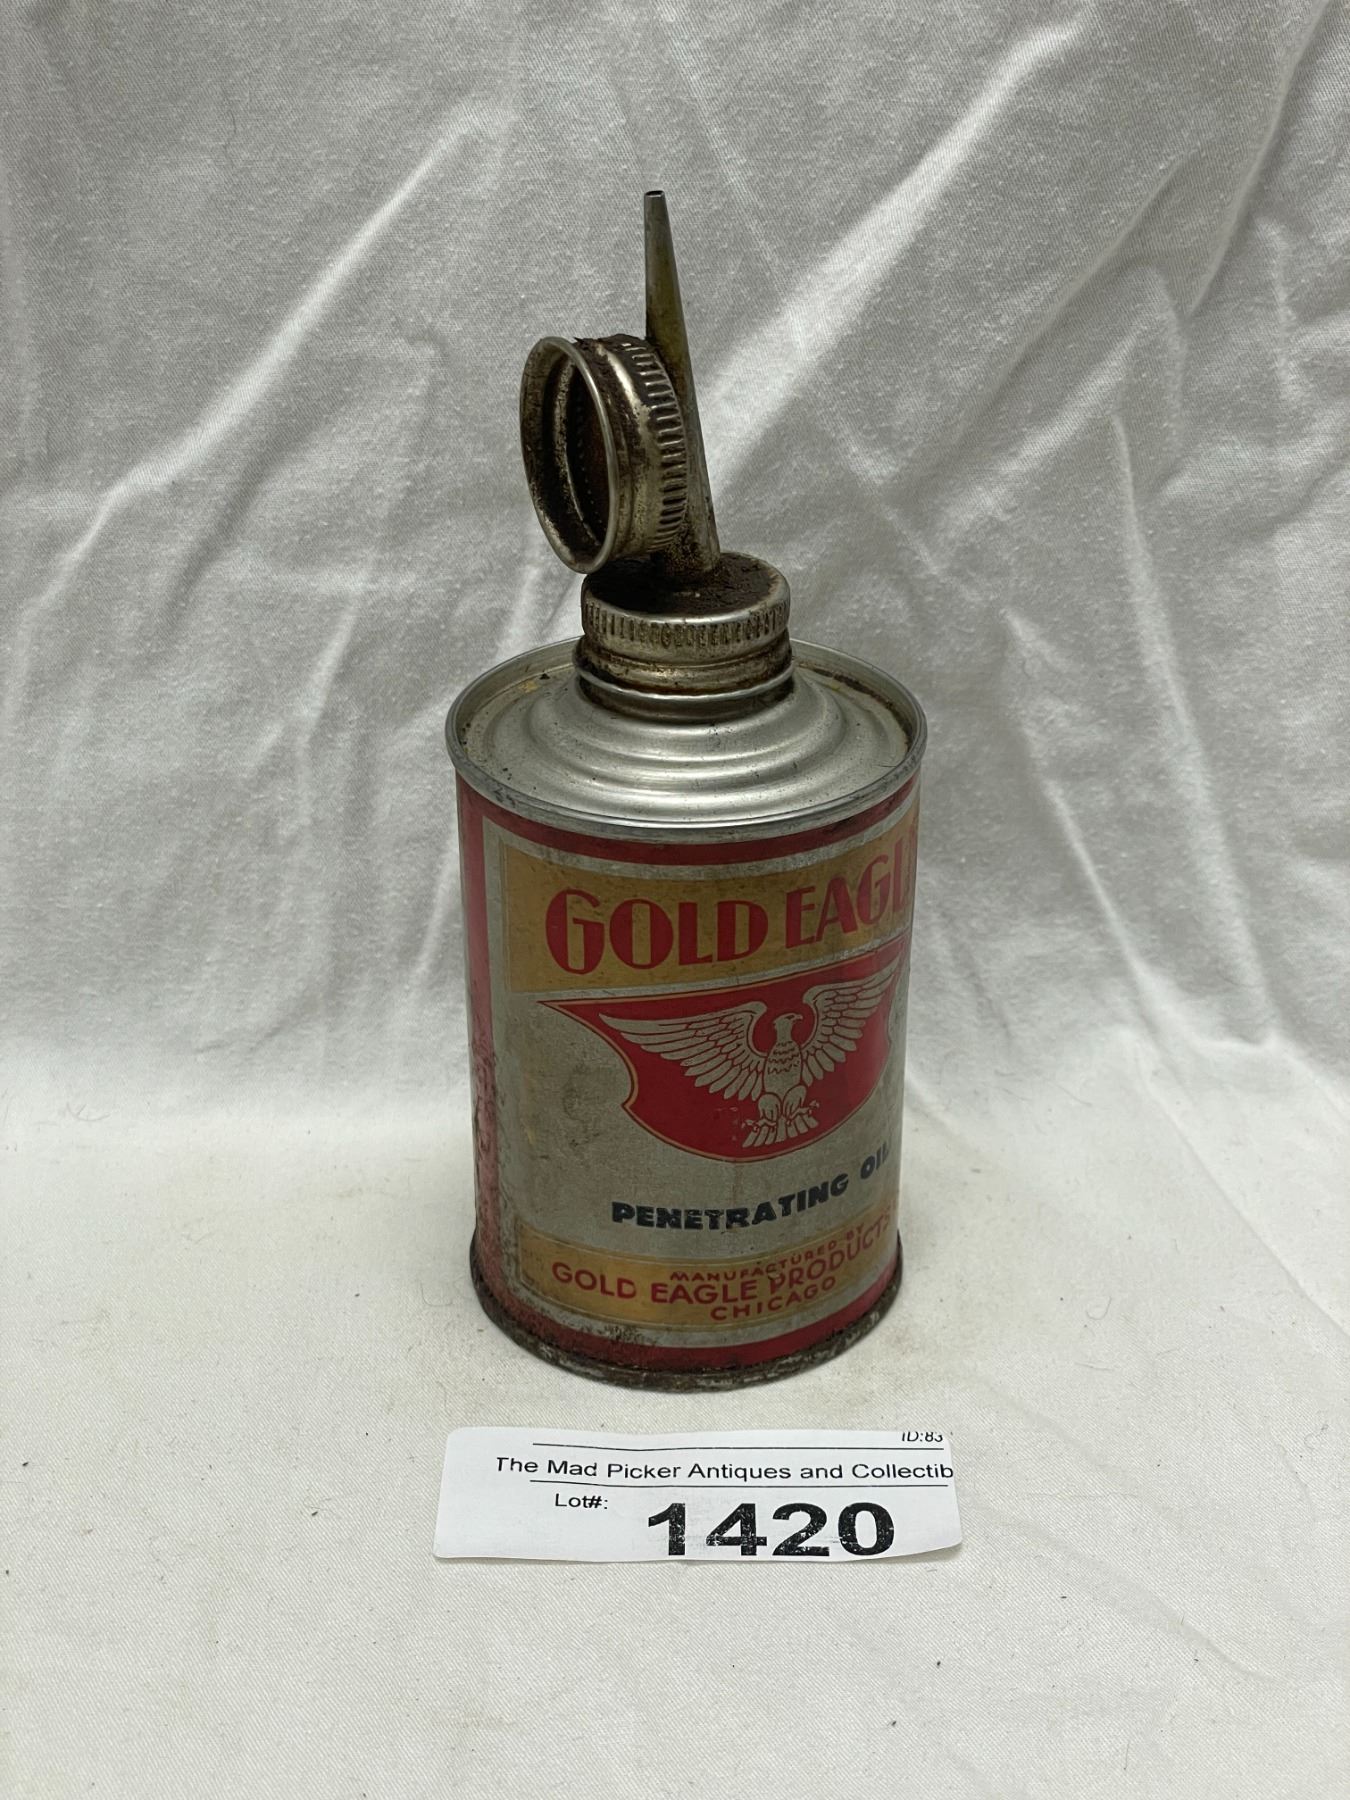 GOLD EAGL
PENETRATING OIL
MANUFACTURED BY
GOLD EAGLE PRODUCTS
CHICAGO
ID:83
The Mad Picker Antiques and Collectib
Lot#:
1420